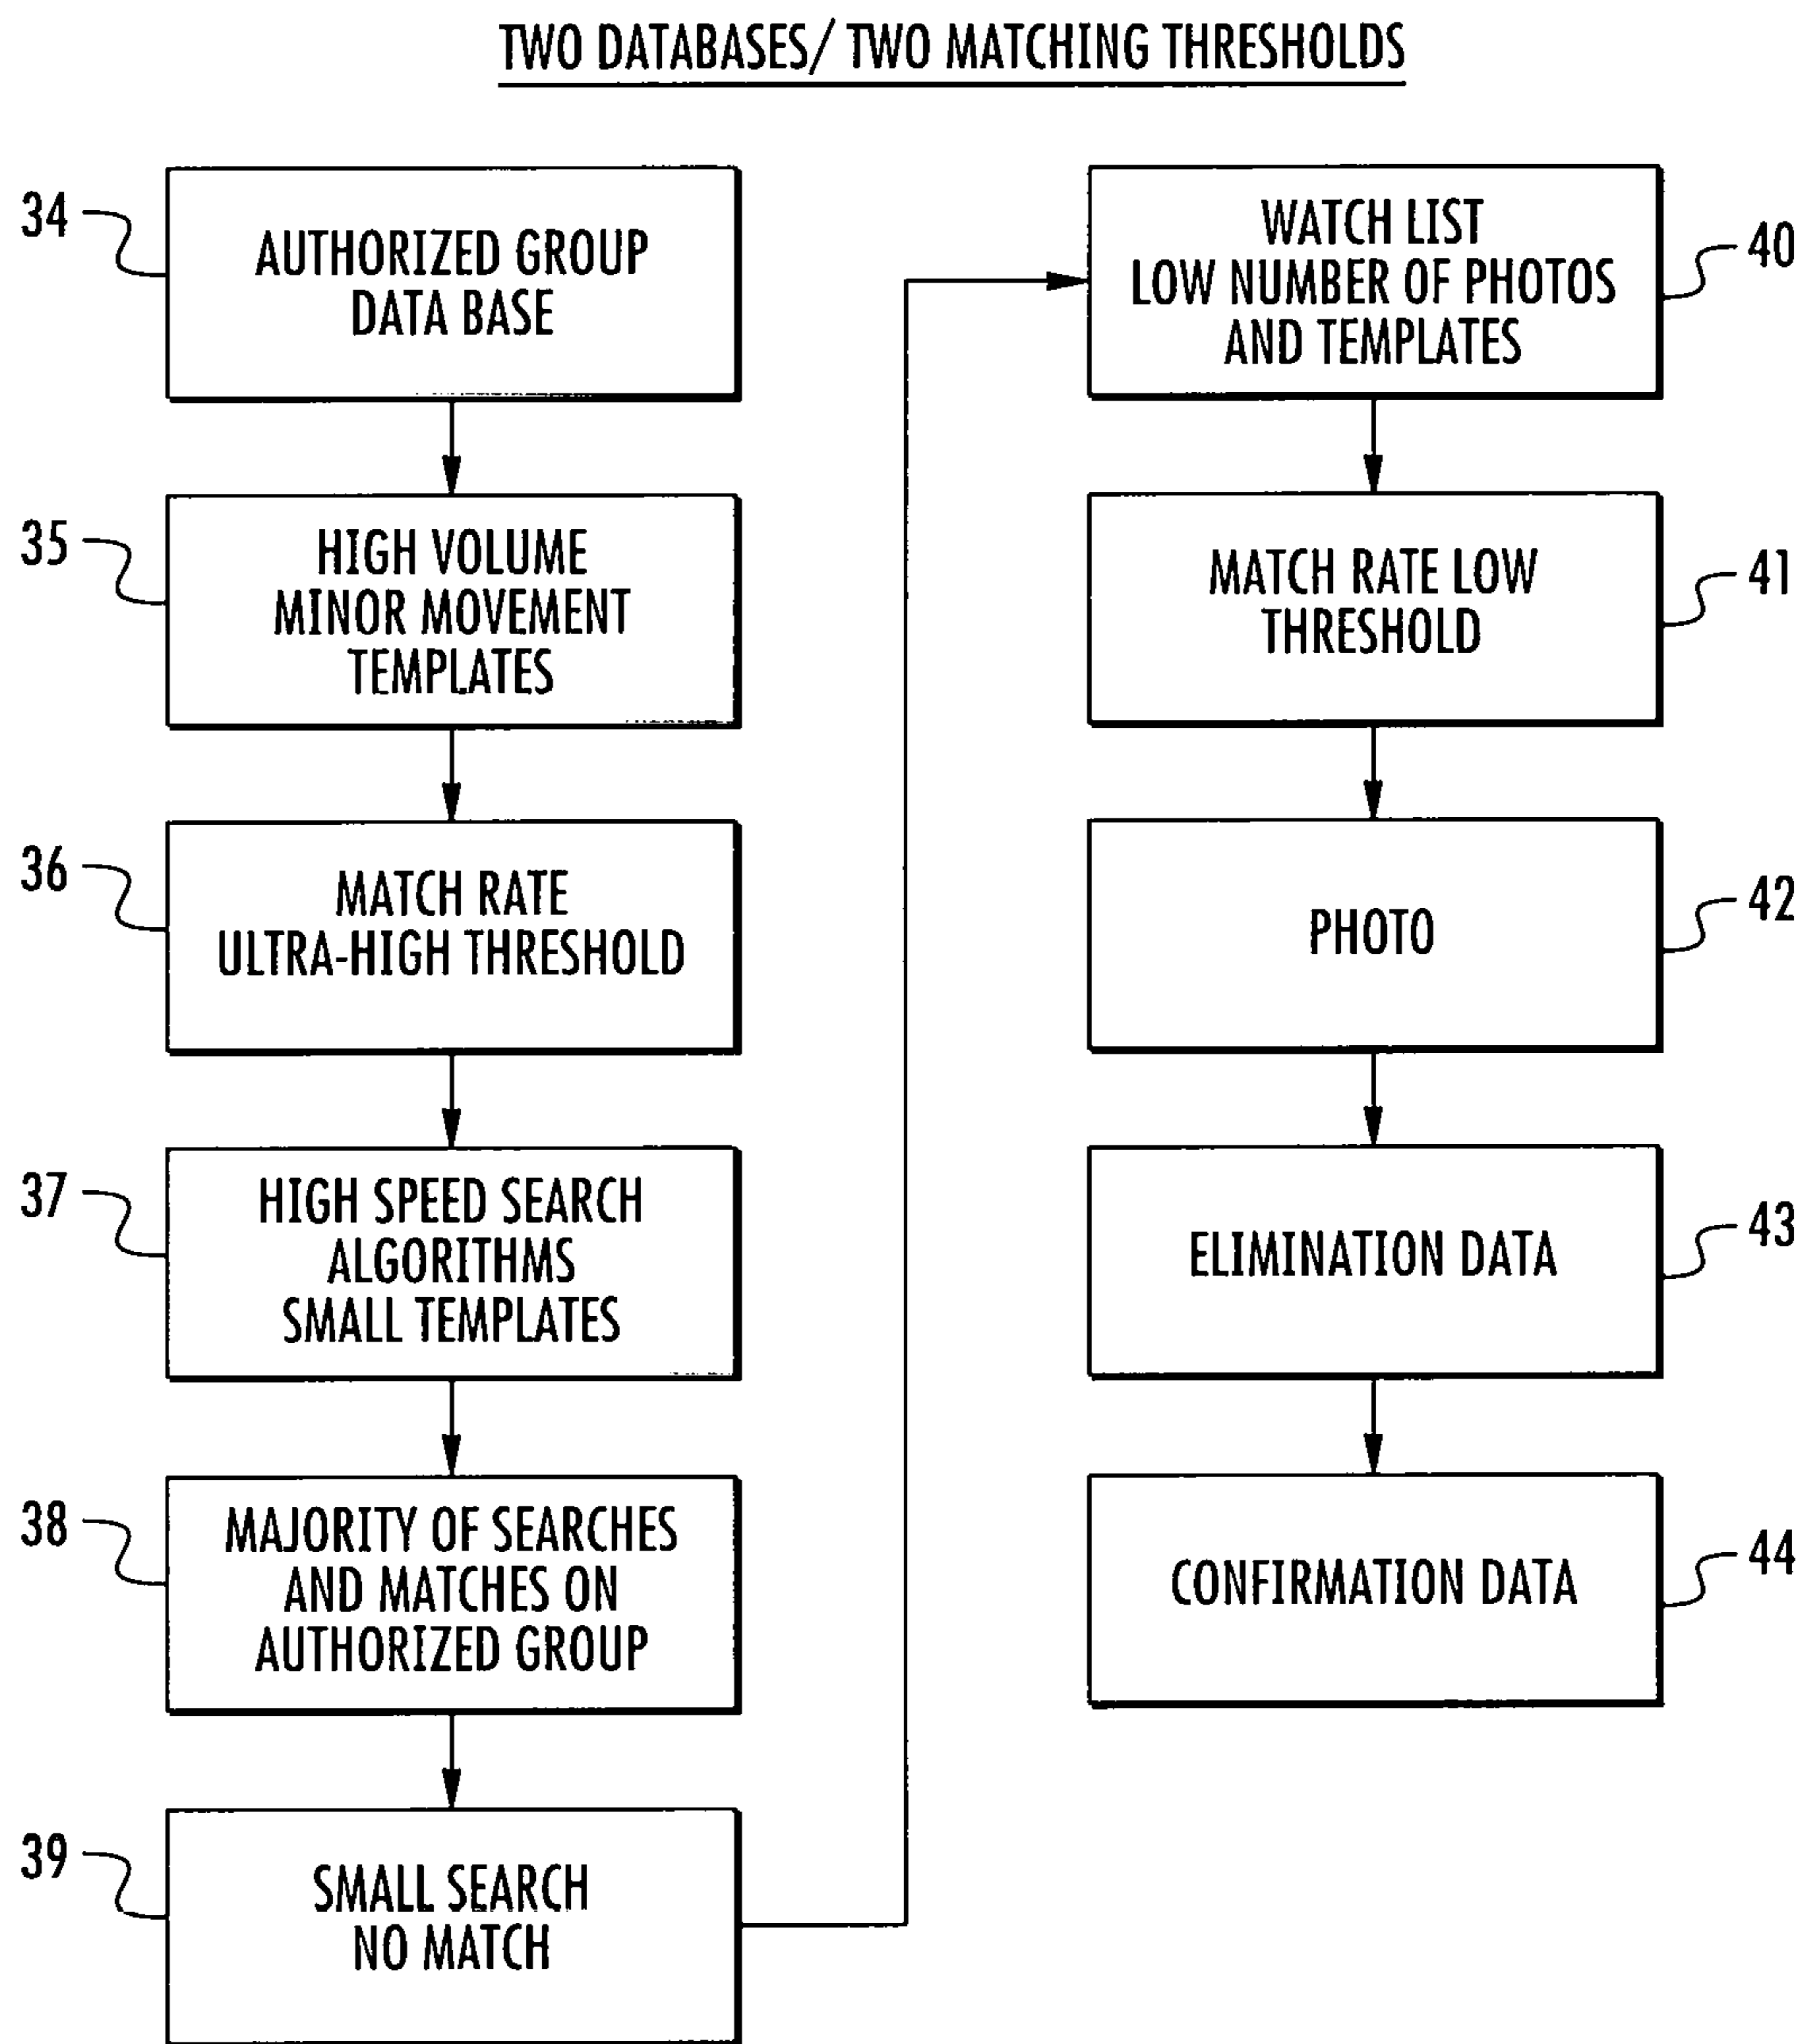 TWO DATABASES/ TWO MATCHING THRESHOLDS
34
AUTHORIZED GROUP
DATA BASE
35
HIGH VOLUME
MINOR MOVEMENT
TEMPLATES
36
MATCH RATE
ULTRA-HIGH THRESHOLD
37
HIGH SPEED SEARCH
ALGORITHMS
SMALL TEMPLATES
38
MAJORITY OF SEARCHES
AND MATCHES ON
AUTHORIZED GROUP
39
SMALL SEARCH
NO MATCH
WATCH LIST
LOW NUMBER OF PHOTOS
AND TEMPLATES
40
MATCH RATE LOW
THRESHOLD
41
PHOTO
42
ELIMINATION DATA
43
CONFIRMATION DATA
44